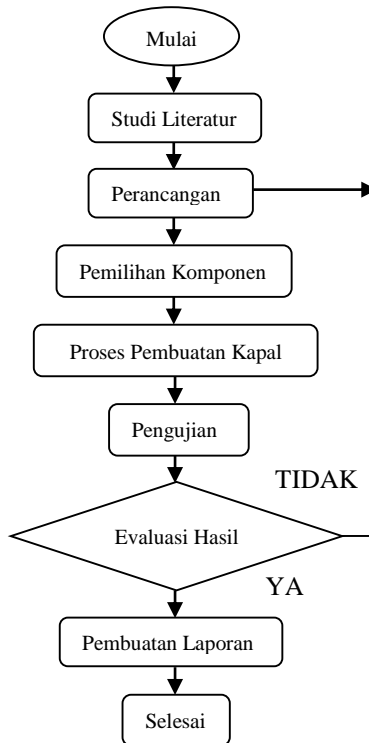 Mulai
Studi Literatur
Perancangan
Pemilihan Komponen
Proses Pembuatan Kapal
Pengujian
TIDAK
Evaluasi Hasil
YA
Pembuatan Laporan
Selesai